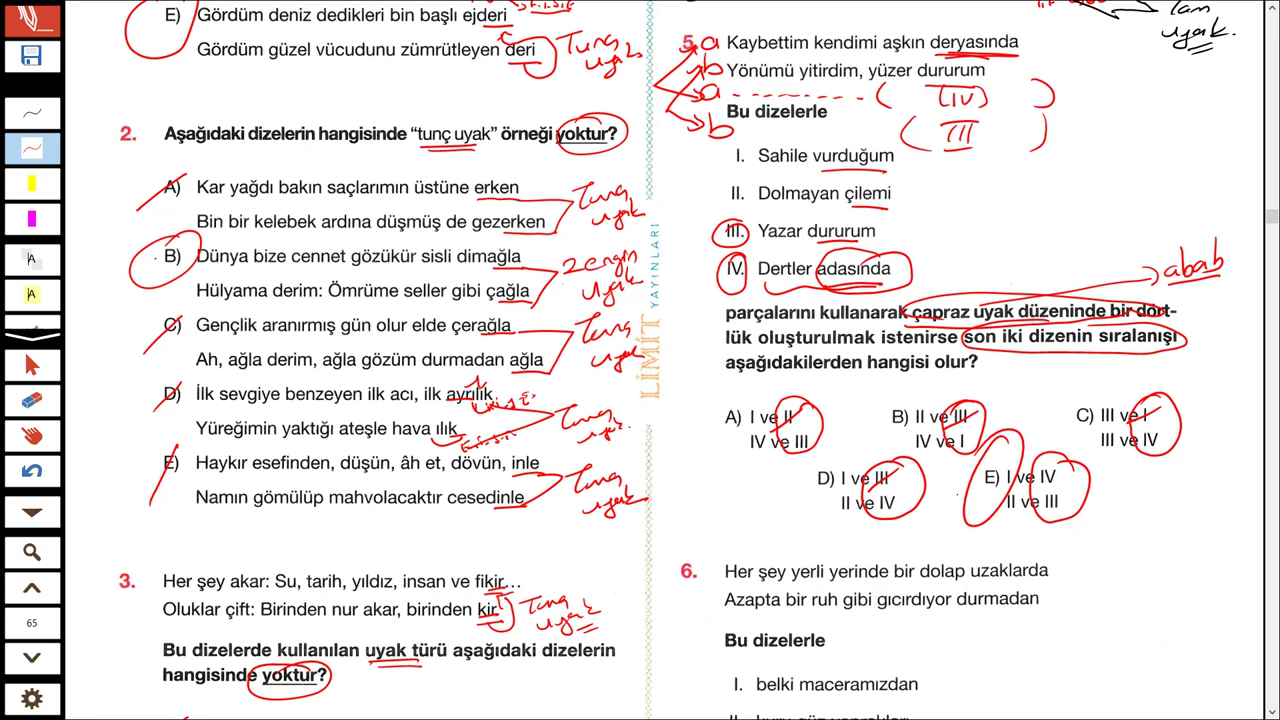 E) Gördüm deniz dedikleri bin başlı ejderi
Gördüm güzel vücudunu zümrütleyen deri
Tunç uyak
2. Aşağıdaki dizelerin hangisinde “tunç uyak” örneği yoktur?
A) Kar yağdı bakın saçlarımın üstüne erken
Bin bir kelebek ardına düşmüş de gezerken
Tunç uyak
B) Dünya bize cennet gözükür sisli dimağla
Hülyama derim: Ömrüme seller gibi çağla
Zengin uyak
C) Gençlik aranırmış gün olur elde çerağla
Ah, ağla derim, ağla gözüm durmadan ağla
Tunç uyak
D) İlk sevgiye benzeyen ilk acı, ilk ayrılık
Yüreğimin yaktığı ateşle hava ılık
Tunç uyak
E) Haykır esefinden, düşün, âh et, dövün, inle
Namın gömülüp mahvolacaktır cesedinle
Tunç uyak
3. Her şey akar: Su, tarih, yıldız, insan ve fikir...
Oluklar çift: Birinden nur akar, birinden kir
Tunç uyak
Bu dizelerde kullanılan uyak türü aşağıdaki dizelerin
hangisinde yoktur?
65
LİMİT YAYINLARI
tam
uyak.
5. a Kaybettim kendimi aşkın deryasında
b Yönümü yitirdim, yüzer dururum
a ( IV )
Bu dizelerle
b ( III )
I. Sahile vurduğum
II. Dolmayan çilemi
III. Yazar dururum
IV. Dertler adasında
abab
parçalarını kullanarak çapraz uyak düzeninde bir dört-
lük oluşturulmak istenirse son iki dizenin sıralanışı
aşağıdakilerden hangisi olur?
A) I ve II
IV ve III
B) II ve III
IV ve I
C) III ve I
III ve IV
D) I ve III
II ve IV
E) I ve IV
II ve III
6. Her şey yerli yerinde bir dolap uzaklarda
Azapta bir ruh gibi gıcırdıyor durmadan
Bu dizelerle
I. belki maceramızdan